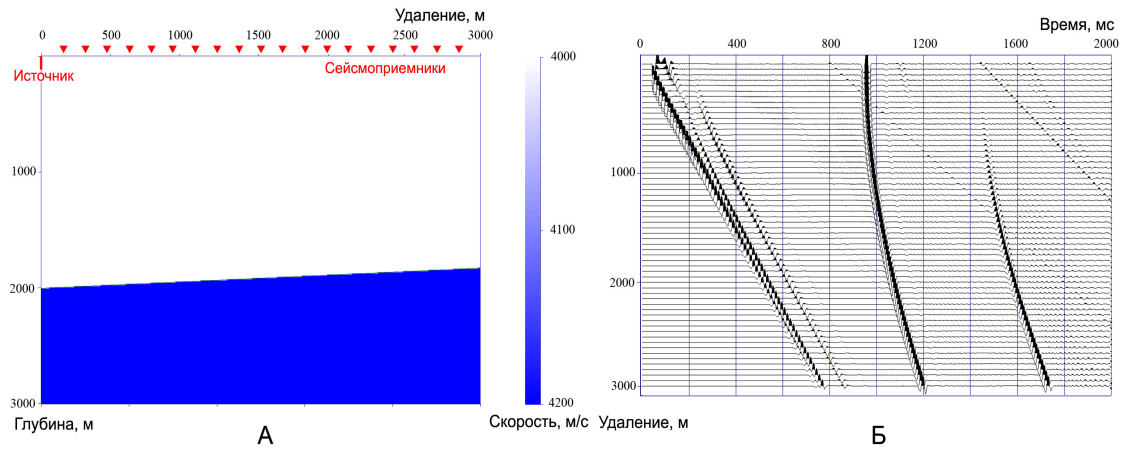 Удаление, м
0 500 1000 1500 2000 2500 3000
Источник
Сейсмоприемники
1000
2000
3000
Глубина, м
А
4000
4100
4200
Скорость, м/с
Время, мс
0 400 800 1200 1600 2000
1000
2000
3000
Удаление, м
Б